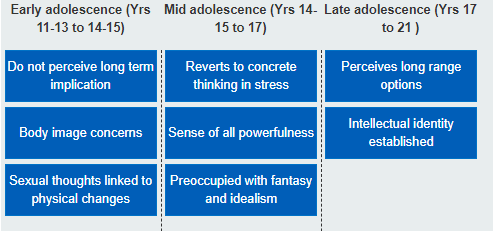 Early adolescence (Yrs
11-13 to 14-15)
Do not perceive long term
implication
Body image concerns
Sexual thoughts linked to
physical changes
Mid adolescence (Yrs 14-
15 to 17)
Reverts to concrete
thinking in stress
Sense of all powerfulness
Preoccupied with fantasy
and idealism
Late adolescence (Yrs 17
to 21 )
Perceives long range
options
Intellectual identity
established